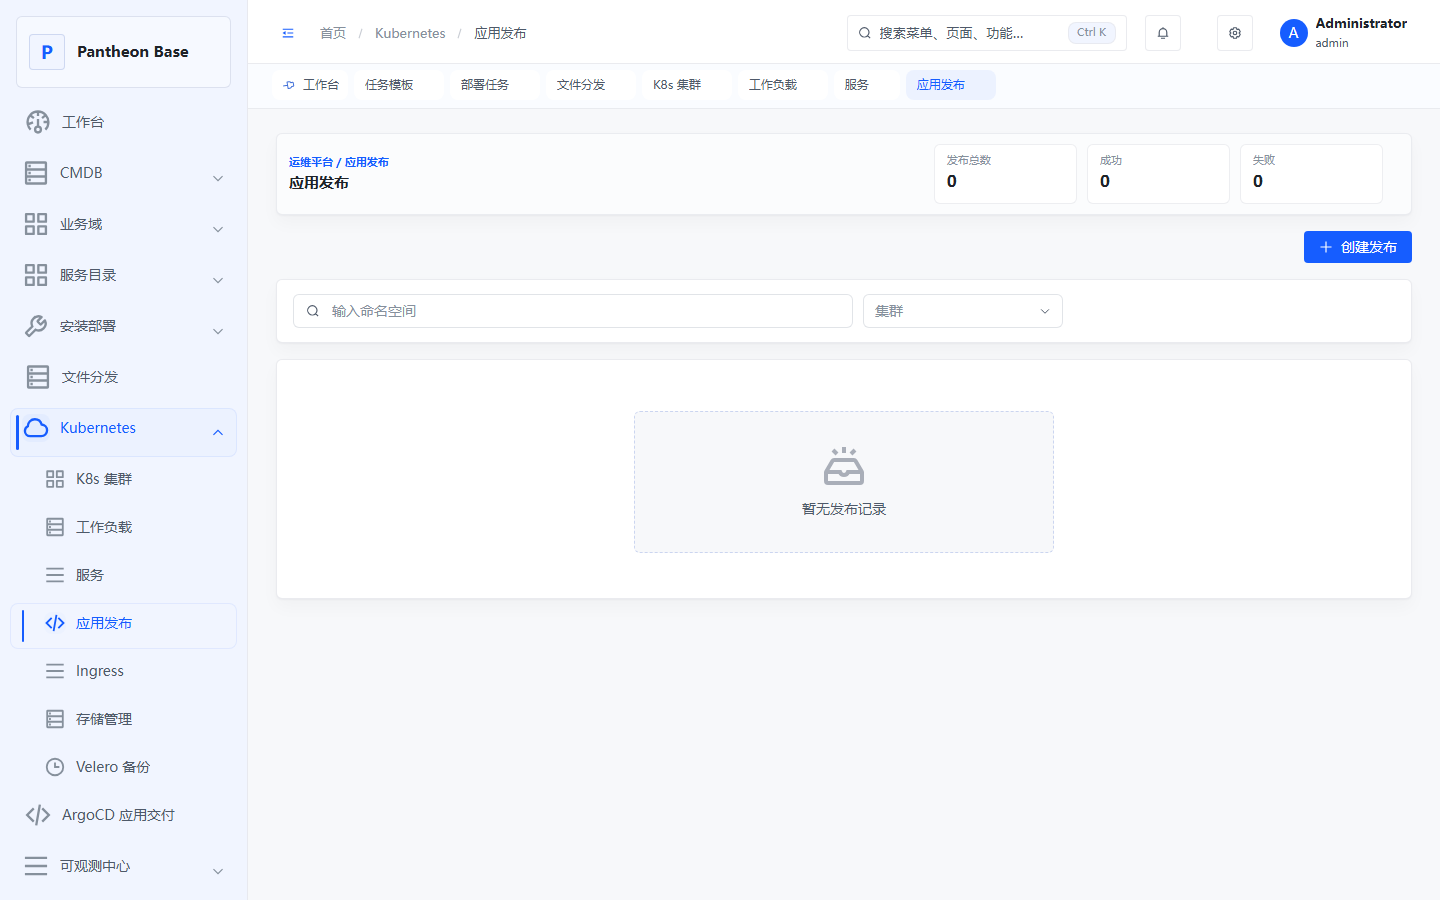 P Pantheon Base
工作台
CMDB
业务域
服务目录
安装部署
文件分发
Kubernetes
K8s 集群
工作负载
服务
应用发布
Ingress
存储管理
Velero 备份
ArgoCD 应用交付
可观测中心
首页 / Kubernetes / 应用发布
搜索菜单、页面、功能... Ctrl K
A Administrator
admin
工作台 任务模板 部署任务 文件分发 K8s 集群 工作负载 服务 应用发布
运维平台 / 应用发布
应用发布
发布总数
0
成功
0
失败
0
创建发布
输入命名空间 集群
暂无发布记录